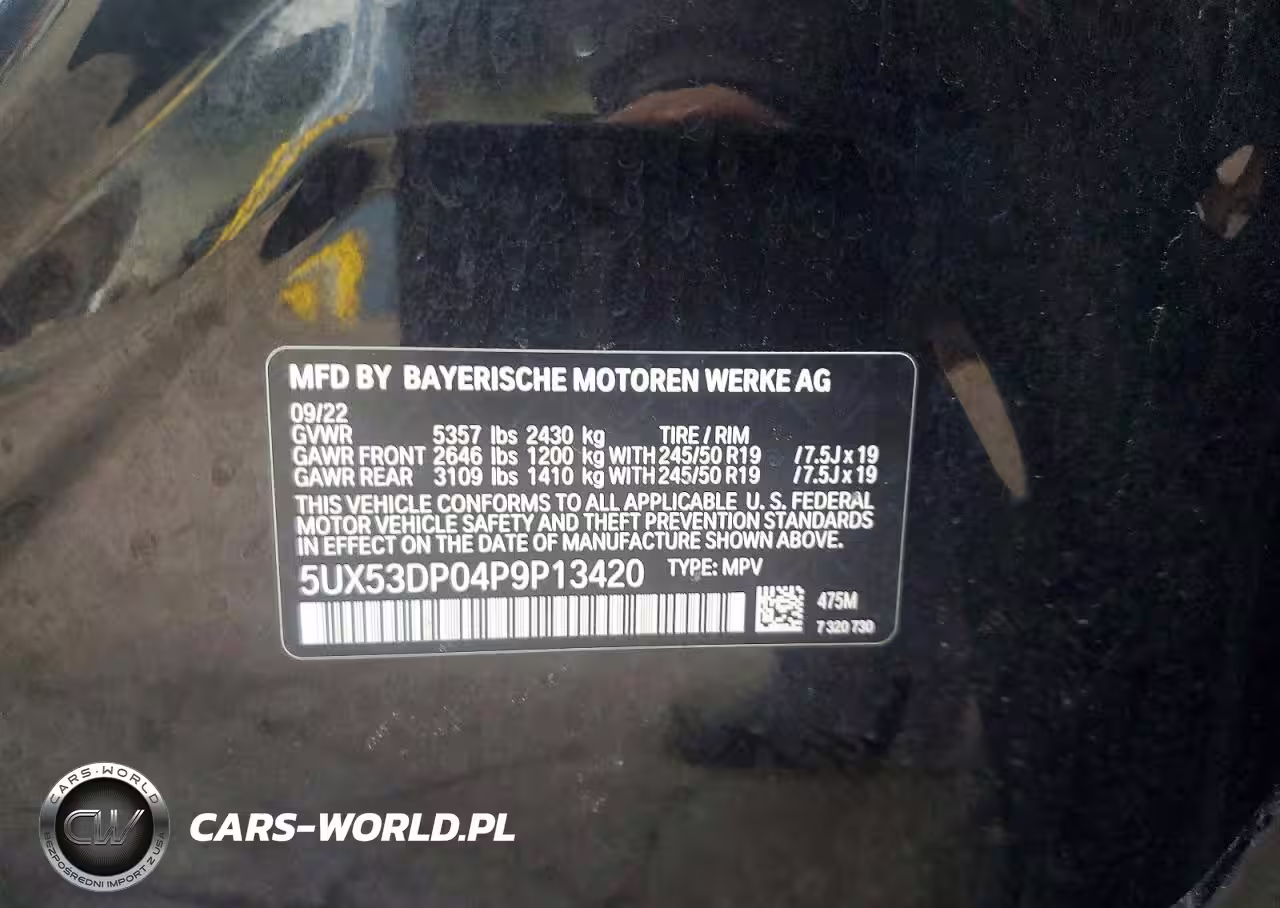 MFD BY BAYERISCHE MOTOREN WERKE AG
09/22
GVWR 5357 lbs 2430 kg TIRE / RIM
GAWR FRONT 2646 lbs 1200 kg WITH 245/50 R19 / 7.5J x 19
GAWR REAR 3109 lbs 1410 kg WITH 245/50 R19 / 7.5J x 19
THIS VEHICLE CONFORMS TO ALL APPLICABLE U. S. FEDERAL
MOTOR VEHICLE SAFETY AND THEFT PREVENTION STANDARDS
IN EFFECT ON THE DATE OF MANUFACTURE SHOWN ABOVE.
5UX53DP04P9P13420 TYPE: MPV
475M
7 320 730
CARS-WORLD
CW
BEZPOŚREDNI IMPORT Z USA
CARS-WORLD.PL